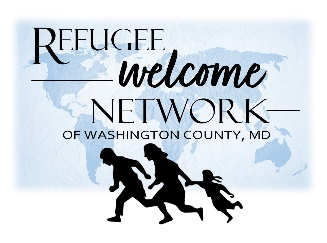 REFUGEE
welcome
NETWORK
OF WASHINGTON COUNTY, MD